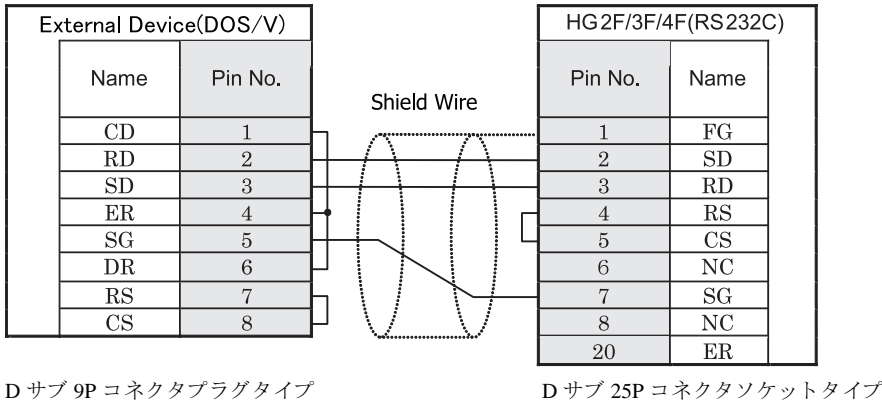 External Device(DOS/V)
Name Pin No.
CD 1
RD 2
SD 3
ER 4
SG 5
DR 6
RS 7
CS 8
Shield Wire
HG2F/3F/4F(RS232C)
Pin No. Name
1 FG
2 SD
3 RD
4 RS
5 CS
6 NC
7 SG
8 NC
20 ER
D サブ 9P コネクタプラグタイプ
D サブ 25P コネクタソケットタイプ